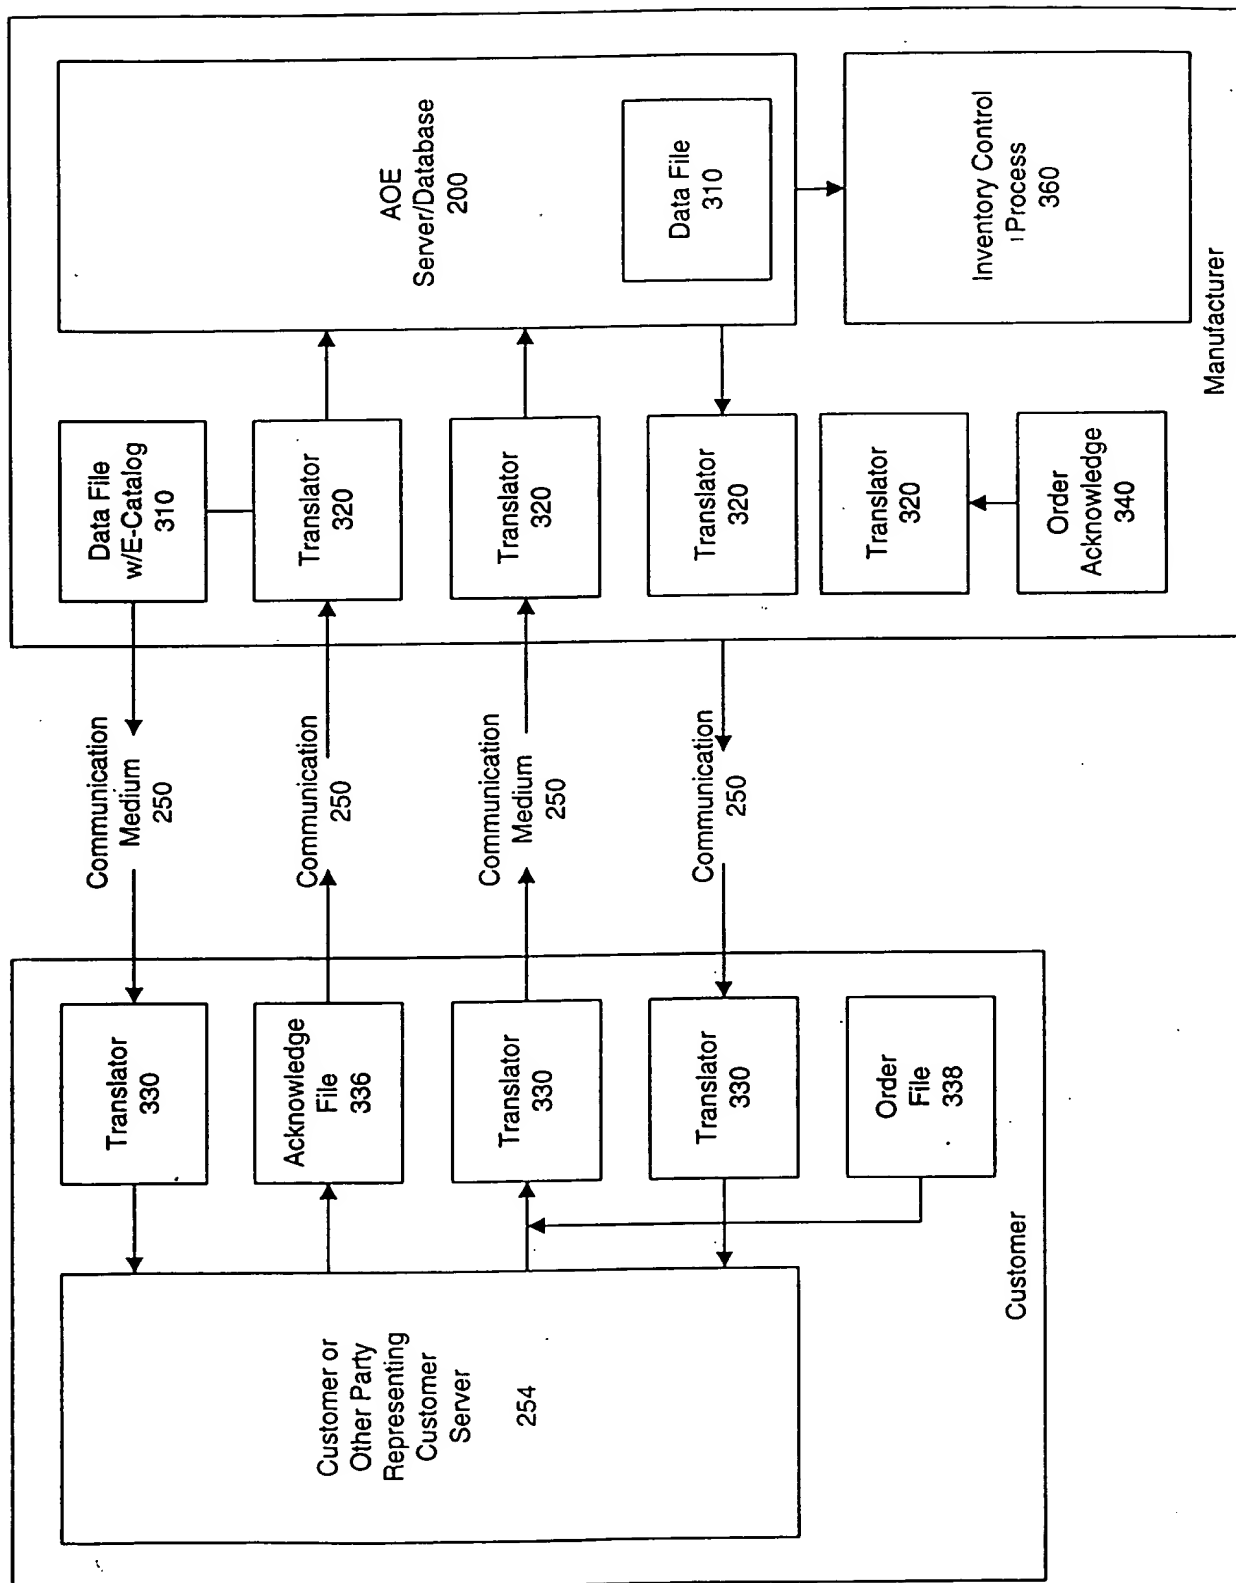 Customer or
Other Party
Representing
Customer
Server
254
Translator
330
Acknowledge
File
336
Translator
330
Translator
330
Order
File
338
Customer
Communication
Medium
250
Communication
250
Communication
Medium
250
Communication
250
Data File
w/E-Catalog
310
Translator
320
Translator
320
Translator
320
Translator
320
Order
Acknowledge
340
AOE
Server/Database
200
Data File
310
Inventory Control
Process
360
Manufacturer